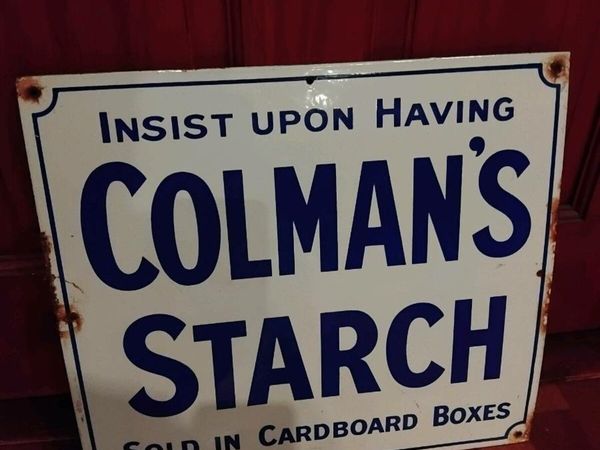 INSIST UPON HAVING
COLMAN'S
STARCH
SOLD IN CARDBOARD BOXES